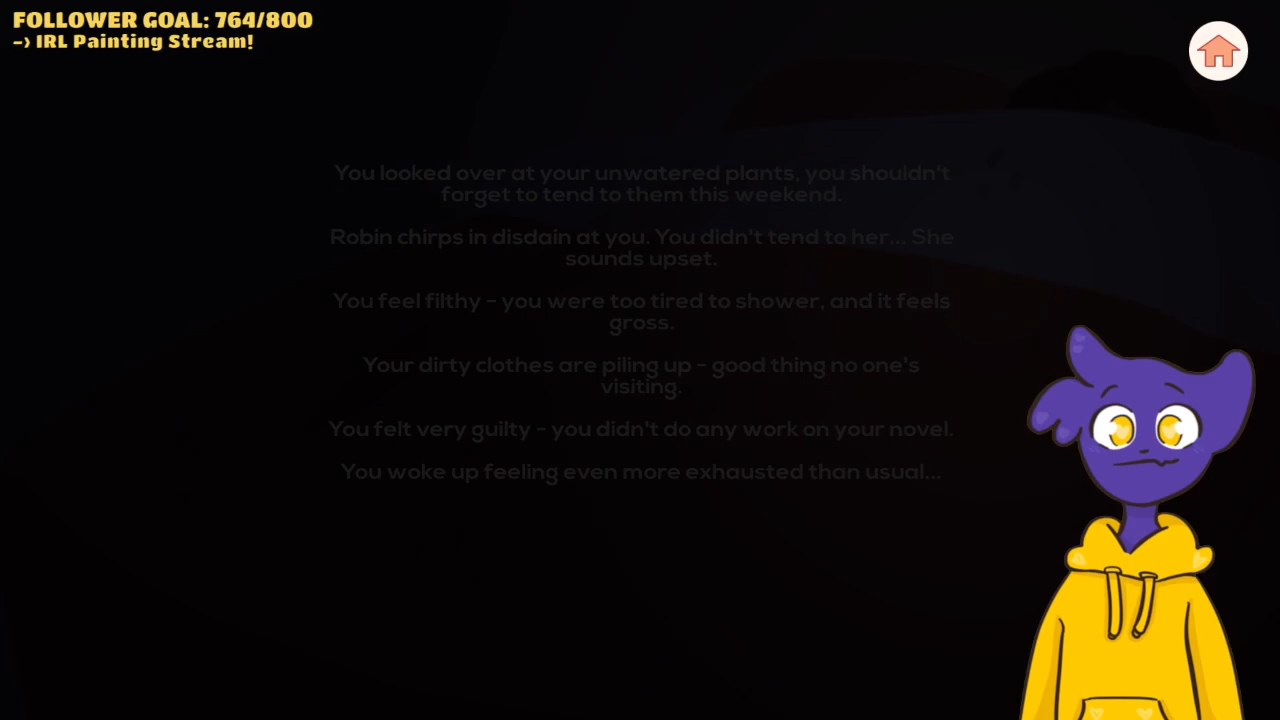 FOLLOWER GOAL: 764/800
-> IRL Painting Stream!
You looked over at your unwatered plants, you shouldn't
forget to tend to them this weekend.
Robin chirps in disdain at you. You didn't tend to her... She
sounds upset.
You feel filthy - you were too tired to shower, and it feels
gross.
Your dirty clothes are piling up - good thing no one's
visiting.
You felt very guilty - you didn't do any work on your novel.
You woke up feeling even more exhausted than usual...